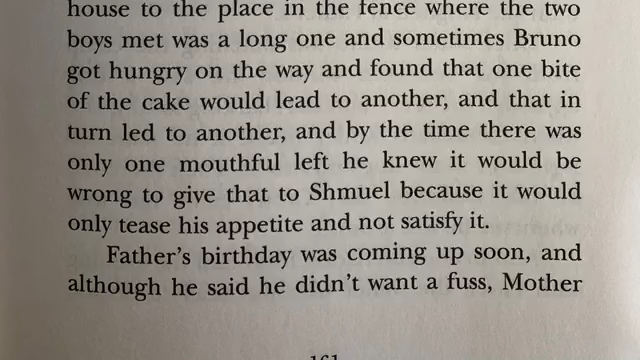 house to the place in the fence where the two
boys met was a long one and sometimes Bruno
got hungry on the way and found that one bite
of the cake would lead to another, and that in
turn led to another, and by the time there was
only one mouthful left he knew it would be
wrong to give that to Shmuel because it would
only tease his appetite and not satisfy it.
Father's birthday was coming up soon, and
although he said he didn't want a fuss, Mother
161